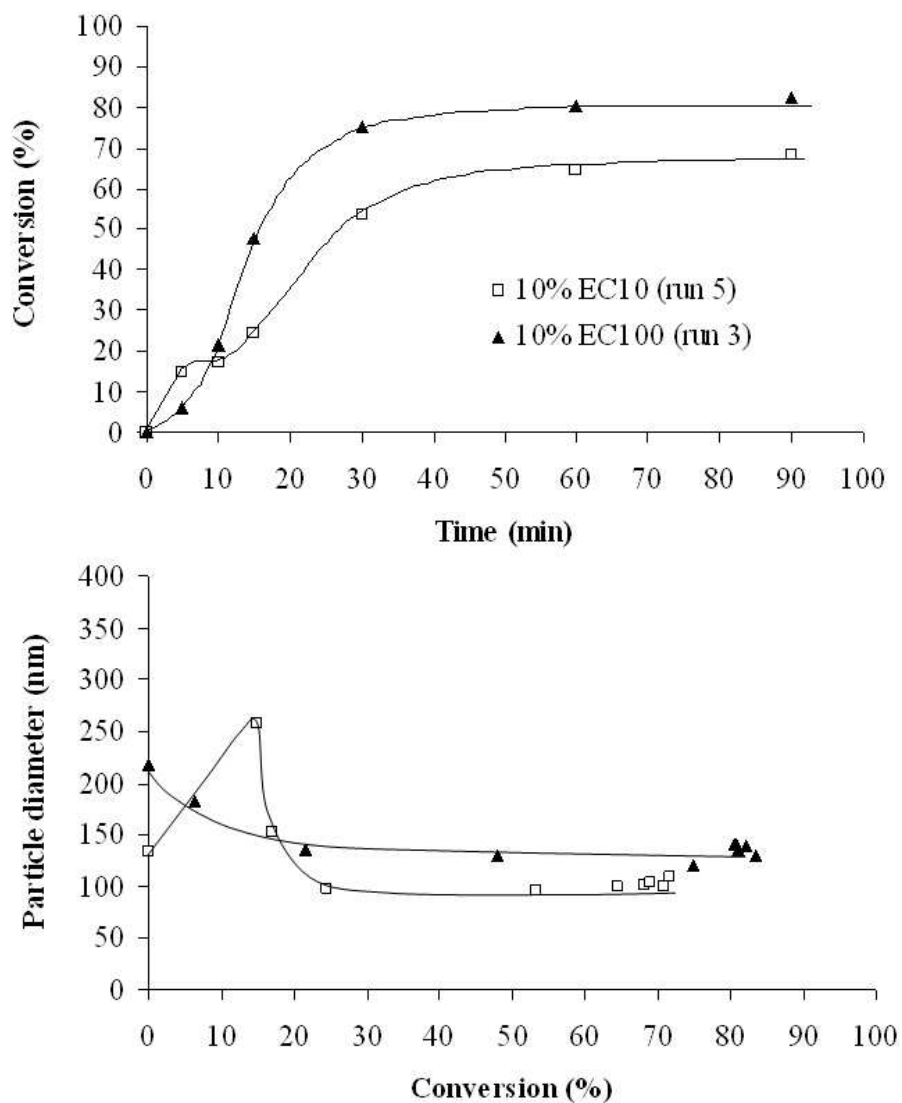 100
90
80
70
60
50
40
30
20
10
0
Conversion (%)
10% EC10 (run 5)
10% EC100 (run 3)
0 10 20 30 40 50 60 70 80 90 100
Time (min)
400
350
300
250
200
150
100
50
0
Particle diameter (nm)
0 10 20 30 40 50 60 70 80 90 100
Conversion (%)